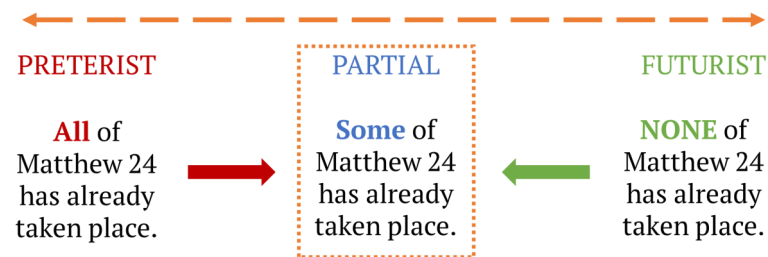 PRETERIST
All of
Matthew 24
has already
taken place.
PARTIAL
Some of
Matthew 24
has already
taken place.
FUTURIST
NONE of
Matthew 24
has already
taken place.